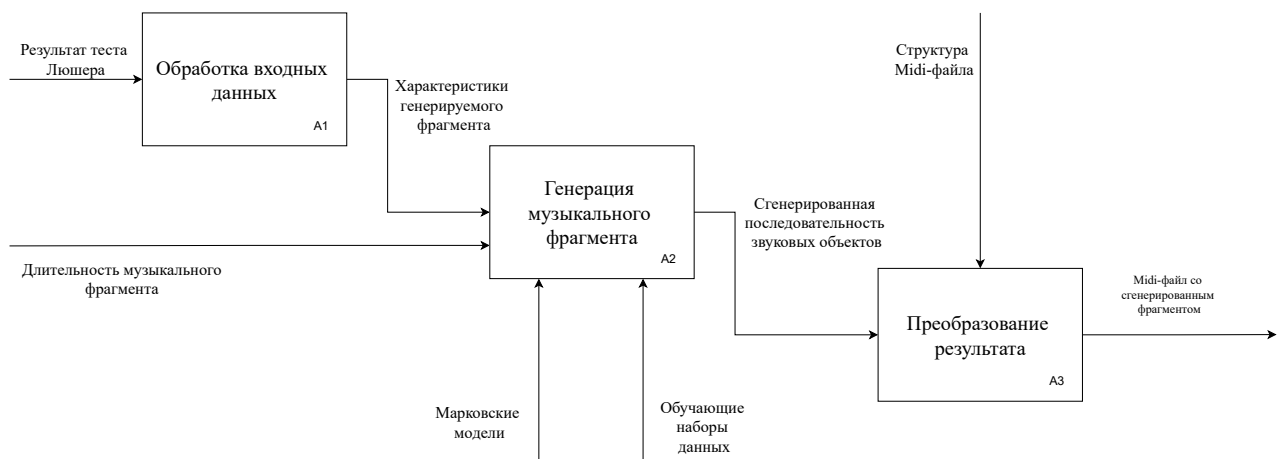 Результат теста
Люшера
Обработка входных
данных
A1
Характеристики
генерируемого
фрагмента
Структура
Midi-файла
Генерация
музыкального
фрагмента
A2
Сгенерированная
последовательность
звуковых объектов
Длительность музыкального
фрагмента
Midi-файл со
сгенерированным
фрагментом
Преобразование
результата
A3
Марковские
модели
Обучающие
наборы
данных